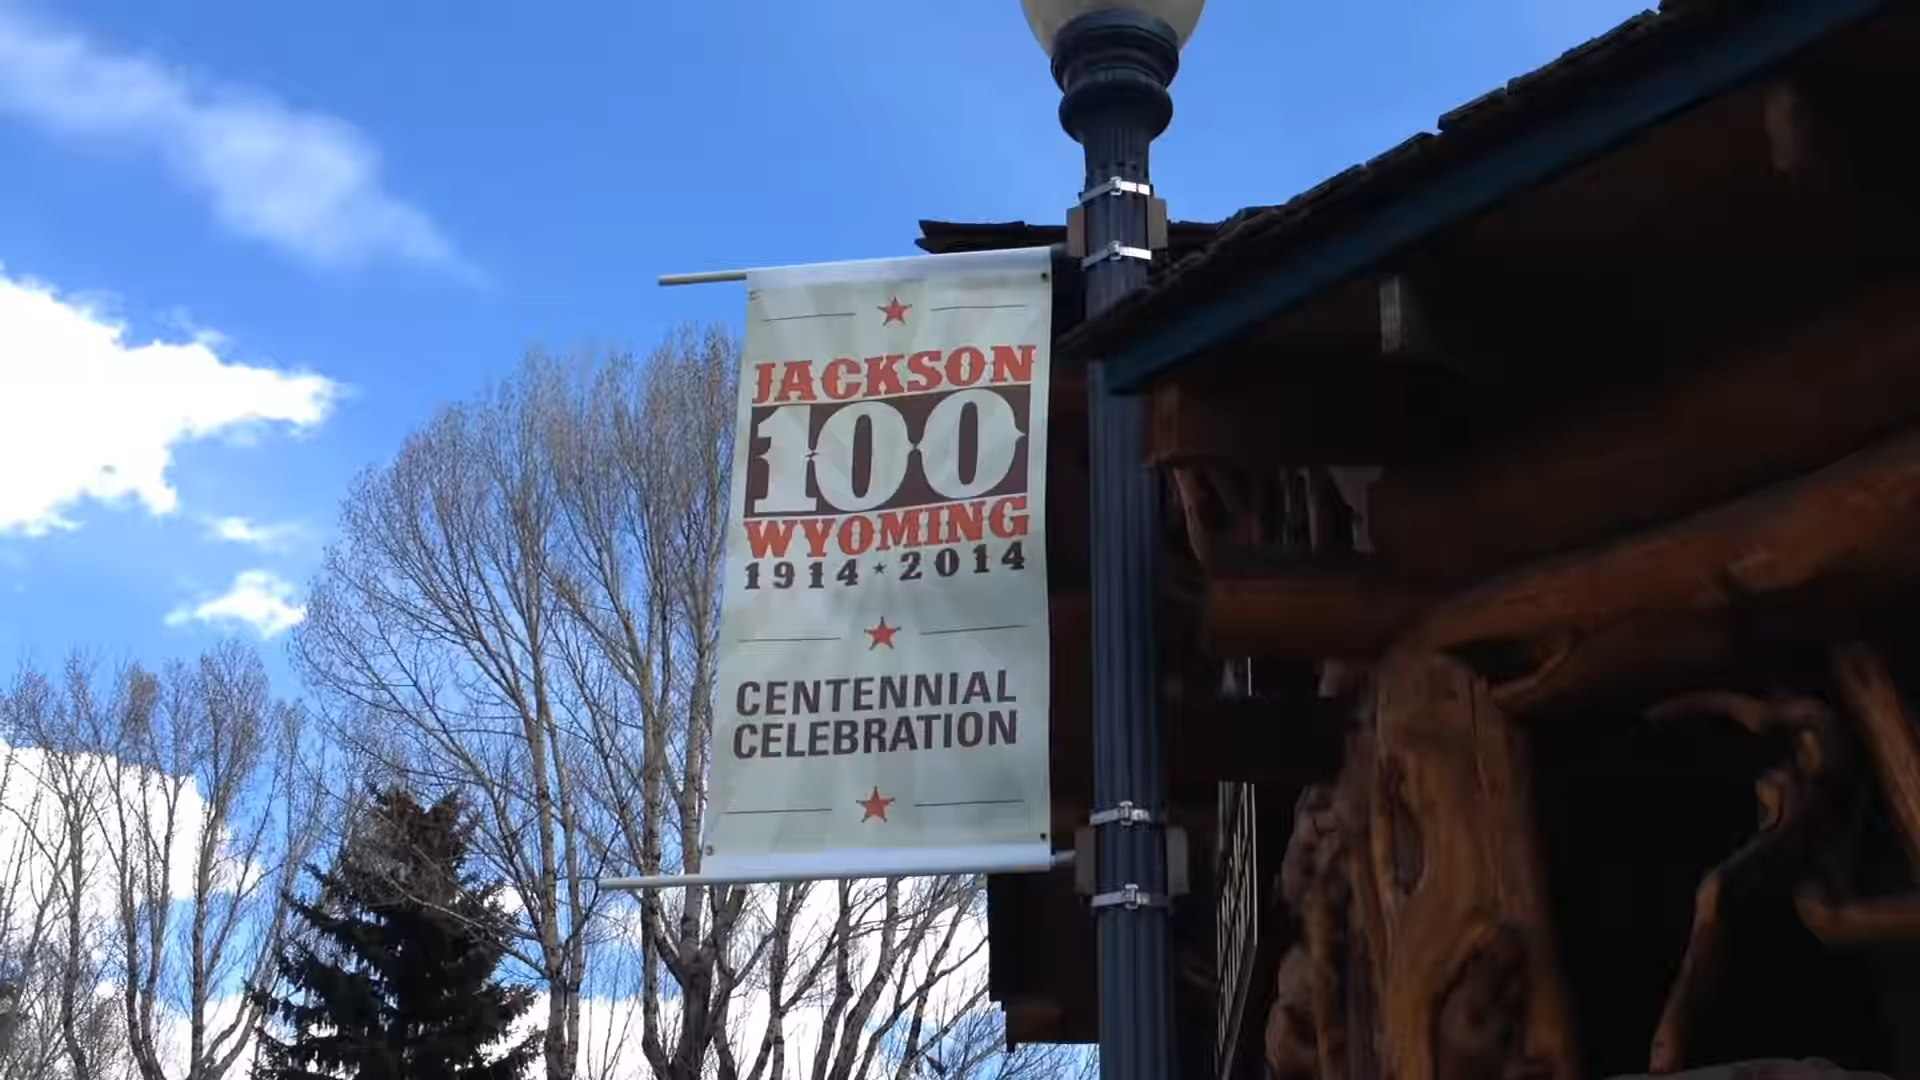 JACKSON
100
WYOMING
1914 ★ 2014
CENTENNIAL
CELEBRATION